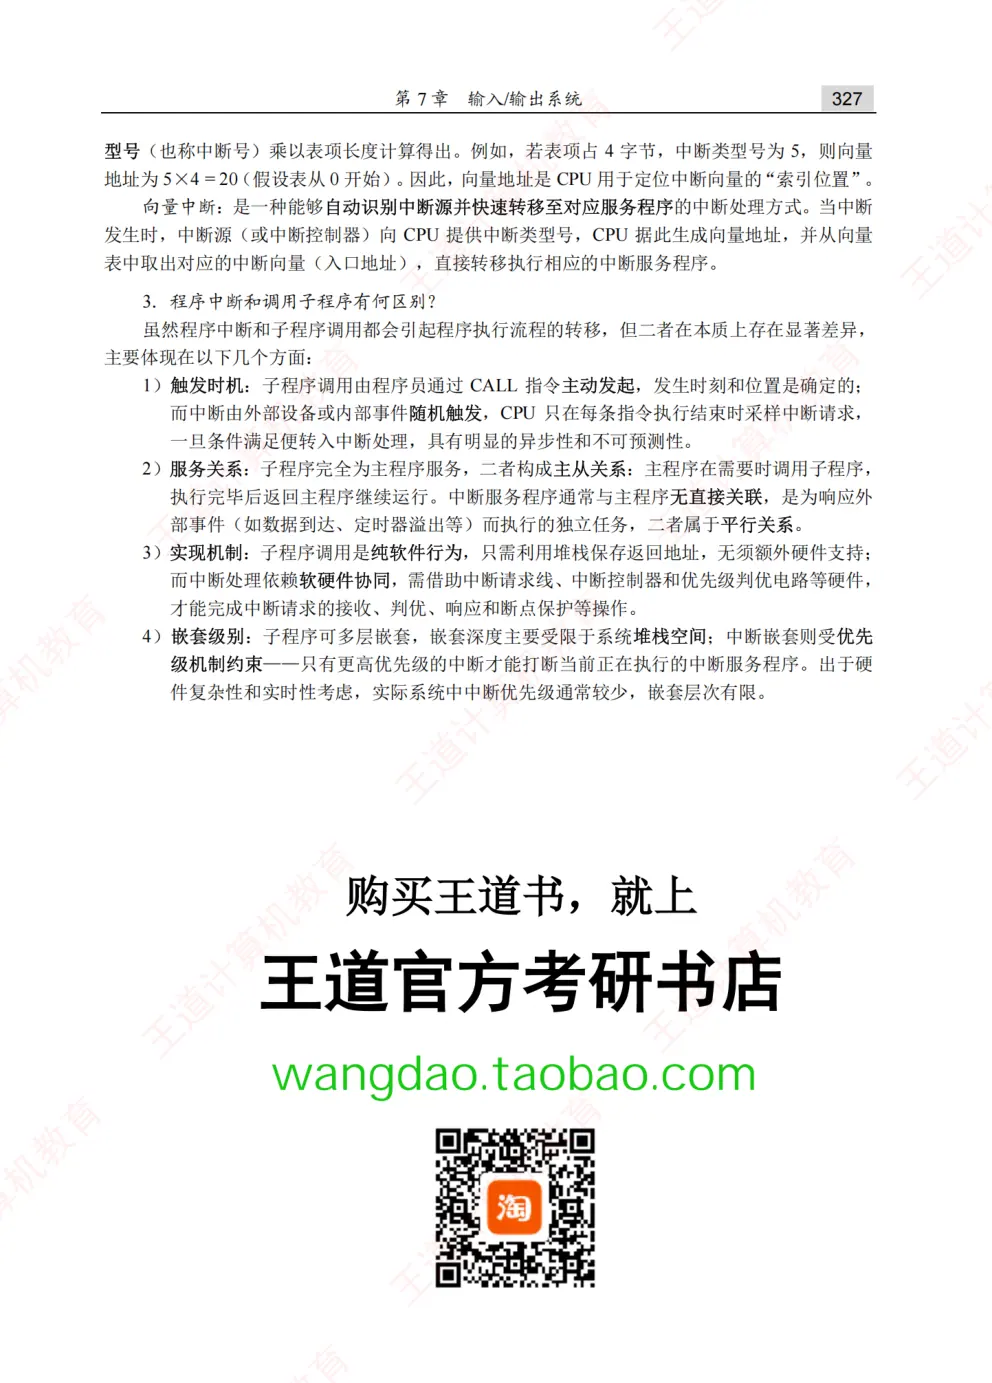 第 7 章 输入/输出系统 327
型号（也称中断号）乘以表项长度计算得出。例如，若表项占 4 字节，中断类型号为 5，则向量
地址为 5×4 = 20（假设表从 0 开始）。因此，向量地址是 CPU 用于定位中断向量的“索引位置”。
向量中断：是一种能够自动识别中断源并快速转移至对应服务程序的中断处理方式。当中断
发生时，中断源（或中断控制器）向 CPU 提供中断类型号，CPU 据此生成向量地址，并从向量
表中取出对应的中断向量（入口地址），直接转移执行相应的中断服务程序。
3. 程序中断和调用子程序有何区别？
虽然程序中断和子程序调用都会引起程序执行流程的转移，但二者在本质上存在显著差异，
主要体现在以下几个方面：
1）触发时机：子程序调用由程序员通过 CALL 指令主动发起，发生时刻和位置是确定的；
而中断由外部设备或内部事件随机触发，CPU 只在每条指令执行结束时采样中断请求，
一旦条件满足便转入中断处理，具有明显的异步性和不可预测性。
2）服务关系：子程序完全为主程序服务，二者构成主从关系：主程序在需要时调用子程序，
执行完毕后返回主程序继续运行。中断服务程序通常与主程序无直接关联，是为响应外
部事件（如数据到达、定时器溢出等）而执行的独立任务，二者属于平行关系。
3）实现机制：子程序调用是纯软件行为，只需利用堆栈保存返回地址，无须额外硬件支持；
而中断处理依赖软硬件协同，需借助中断请求线、中断控制器和优先级判优电路等硬件，
才能完成中断请求的接收、判优、响应和断点保护等操作。
4）嵌套级别：子程序可多层嵌套，嵌套深度主要受限于系统堆栈空间；中断嵌套则受优先
级机制约束——只有更高优先级的中断才能打断当前正在执行的中断服务程序。出于硬
件复杂性和实时性考虑，实际系统中中断优先级通常较少，嵌套层次有限。
购买王道书，就上
王道官方考研书店
wangdao.taobao.com
淘
王道计算机教育